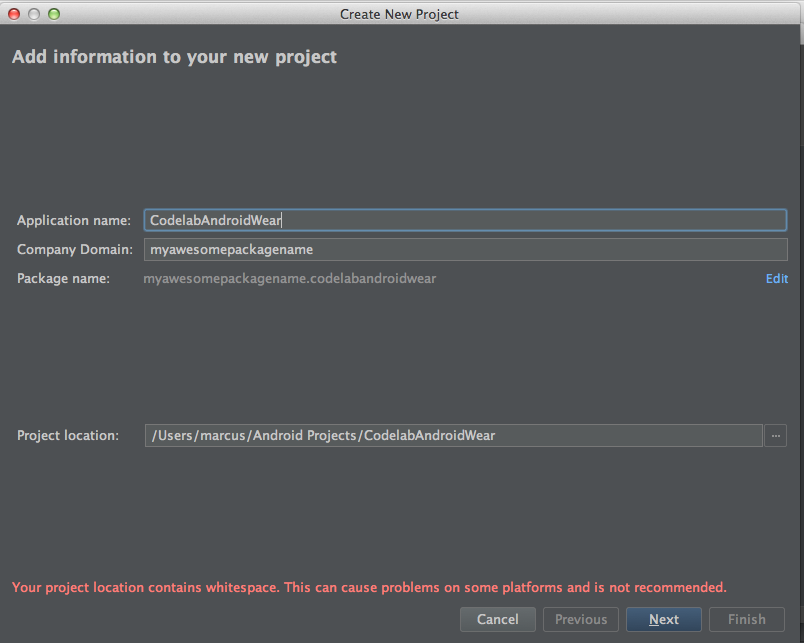 Create New Project
Add information to your new project
Application name: CodelabAndroidWear
Company Domain: myawesomepackagename
Package name: myawesomepackagename.codelabandroidwear Edit
Project location: /Users/marcus/Android Projects/CodelabAndroidWear ...
Your project location contains whitespace. This can cause problems on some platforms and is not recommended.
Cancel Previous Next Finish